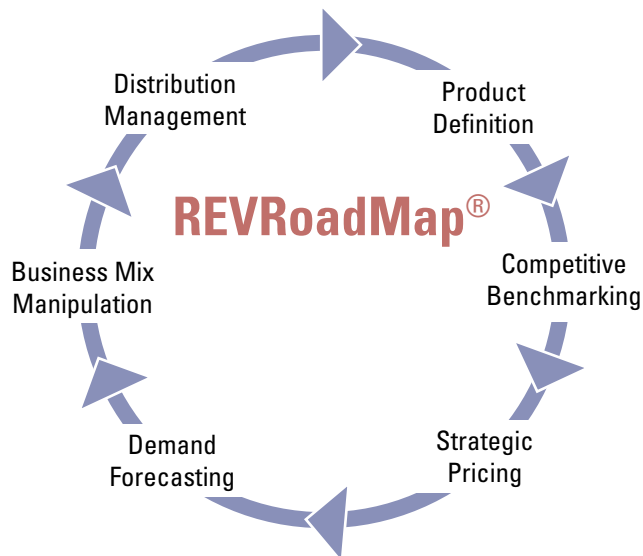 Distribution
Management
Product
Definition
REVRoadMap®
Business Mix
Manipulation
Competitive
Benchmarking
Demand
Forecasting
Strategic
Pricing